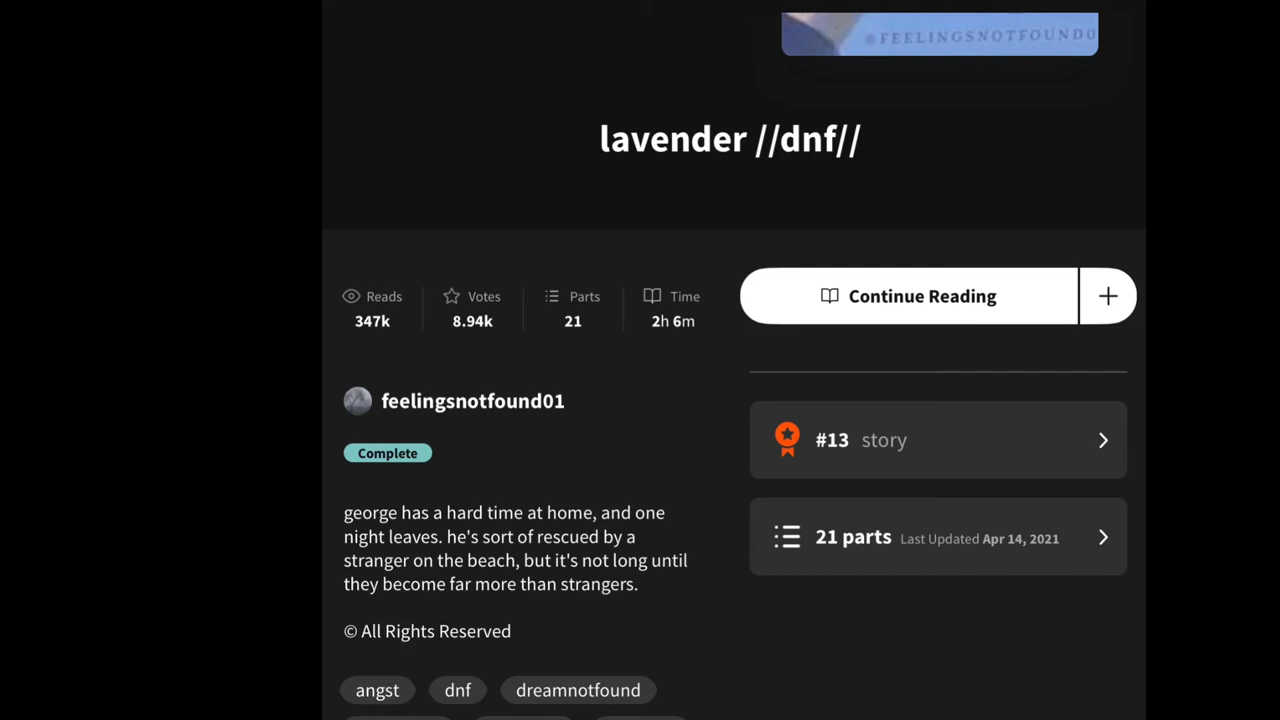 @FEELINGSNOTFOUND0
lavender //dnf//
Reads
347k
Votes
8.94k
Parts
21
Time
2h 6m
Continue Reading
feelingsnotfound01
Complete
george has a hard time at home, and one
night leaves. he's sort of rescued by a
stranger on the beach, but it's not long until
they become far more than strangers.
© All Rights Reserved
angst
dnf
dreamnotfound
#13 story
21 parts Last Updated Apr 14, 2021